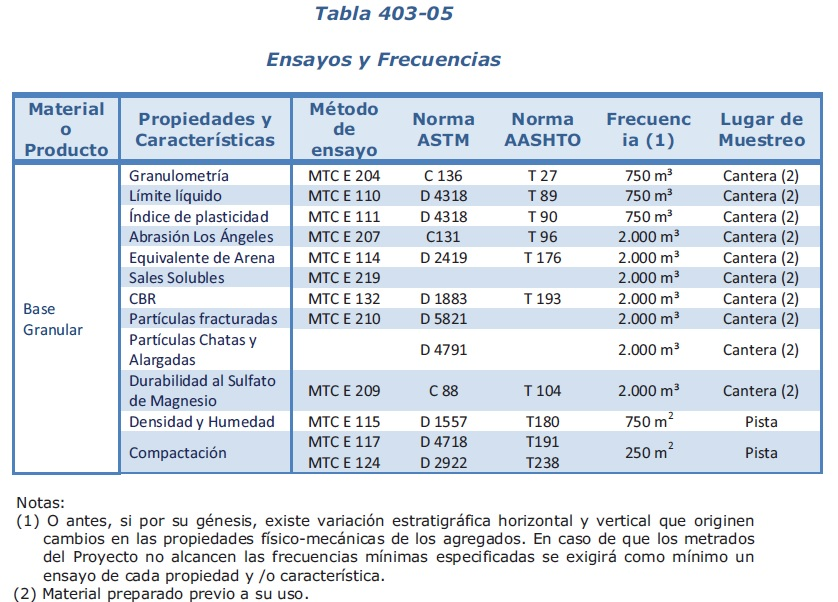 Tabla 403-05
Ensayos y Frecuencias
Material o Producto | Propiedades y Características | Método de ensayo | Norma ASTM | Norma AASHTO | Frecuenc ia (1) | Lugar de Muestreo
Base Granular
Granulometría | MTC E 204 | C 136 | T 27 | 750 m³ | Cantera (2)
Límite líquido | MTC E 110 | D 4318 | T 89 | 750 m³ | Cantera (2)
Índice de plasticidad | MTC E 111 | D 4318 | T 90 | 750 m³ | Cantera (2)
Abrasión Los Ángeles | MTC E 207 | C131 | T 96 | 2.000 m³ | Cantera (2)
Equivalente de Arena | MTC E 114 | D 2419 | T 176 | 2.000 m³ | Cantera (2)
Sales Solubles | MTC E 219 | 2.000 m³ | Cantera (2)
CBR | MTC E 132 | D 1883 | T 193 | 2.000 m³ | Cantera (2)
Partículas fracturadas | MTC E 210 | D 5821 | 2.000 m³ | Cantera (2)
Partículas Chatas y Alargadas | D 4791 | 2.000 m³ | Cantera (2)
Durabilidad al Sulfato de Magnesio | MTC E 209 | C 88 | T 104 | 2.000 m³ | Cantera (2)
Densidad y Humedad | MTC E 115 | D 1557 | T180 | 750 m² | Pista
Compactación | MTC E 117 | D 4718 | T191 | 250 m² | Pista
MTC E 124 | D 2922 | T238
Notas:
(1) O antes, si por su génesis, existe variación estratigráfica horizontal y vertical que originen
cambios en las propiedades físico-mecánicas de los agregados. En caso de que los metrados
del Proyecto no alcancen las frecuencias mínimas especificadas se exigirá como mínimo un
ensayo de cada propiedad y /o característica.
(2) Material preparado previo a su uso.